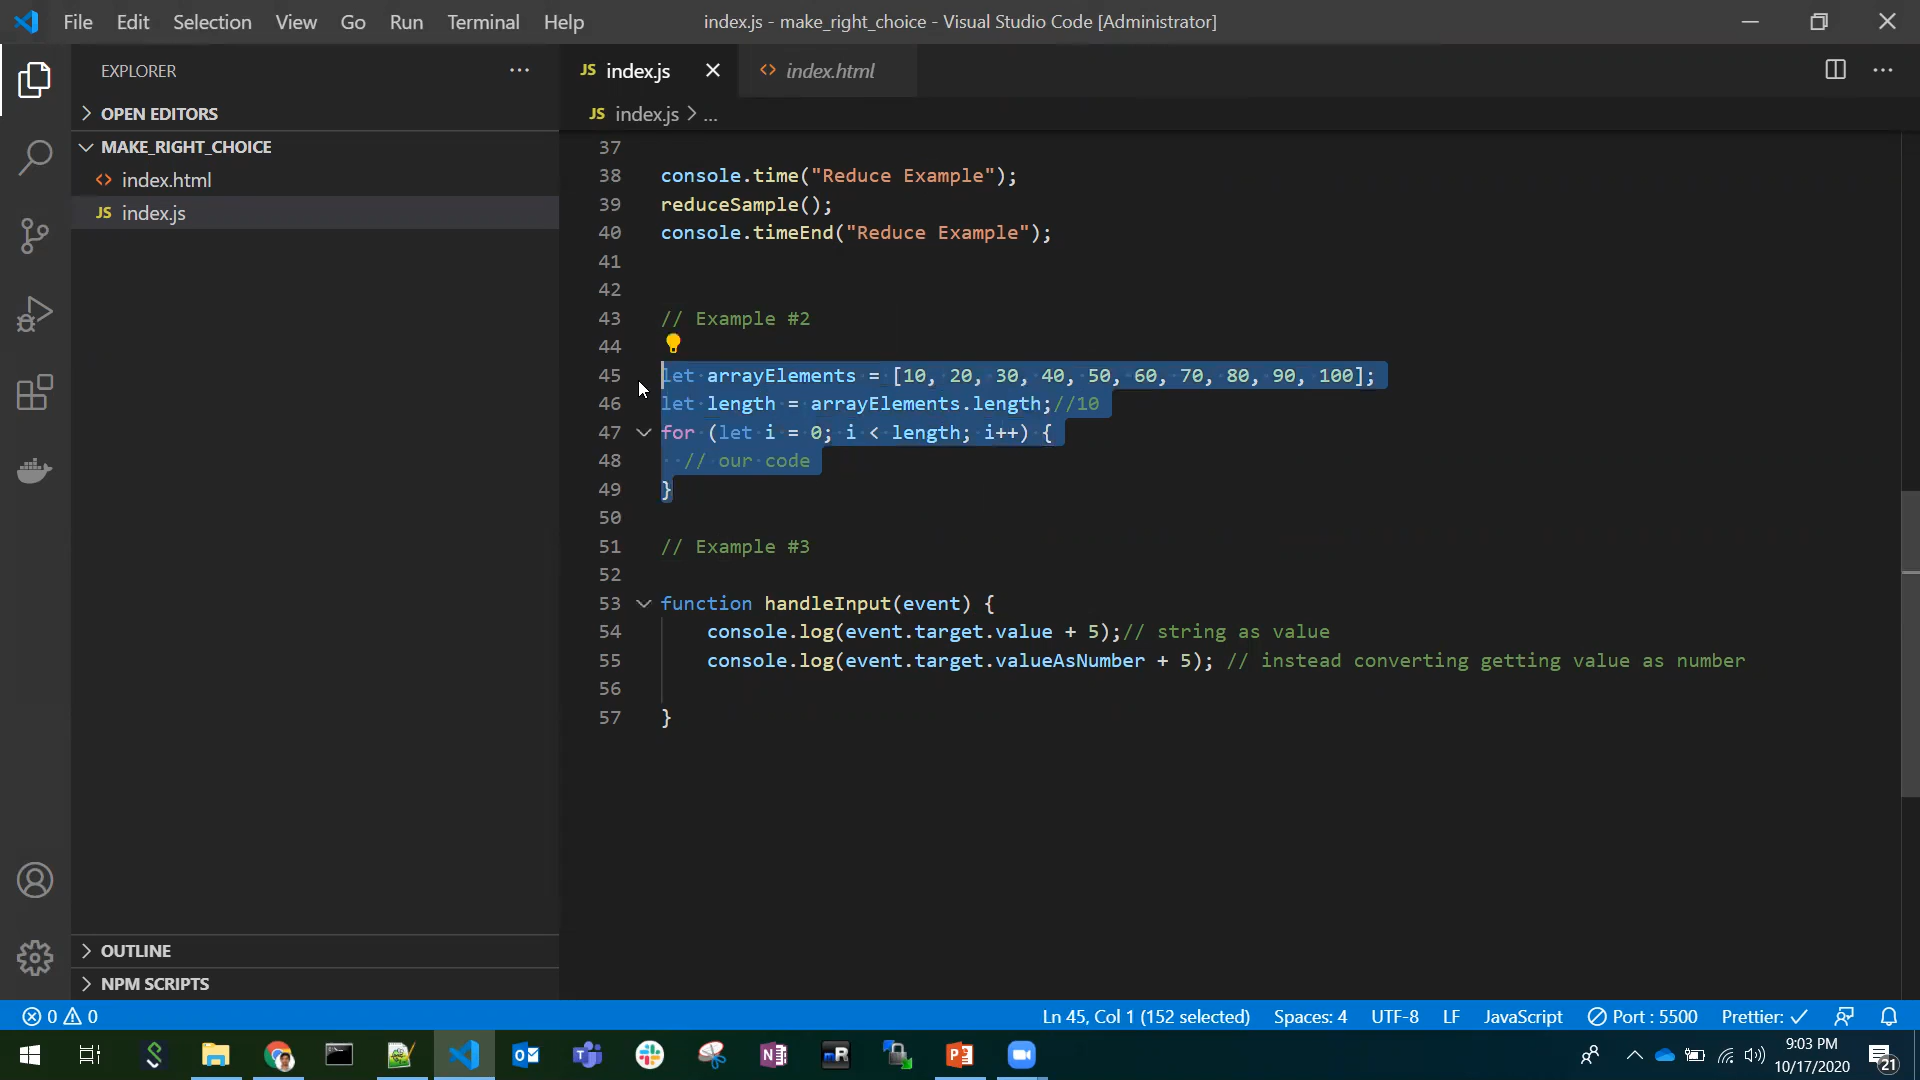 File Edit Selection View Go Run Terminal Help index.js - make_right_choice - Visual Studio Code [Administrator]
EXPLORER
OPEN EDITORS
MAKE_RIGHT_CHOICE
index.html
JS index.js
OUTLINE
NPM SCRIPTS
JS index.js index.html
JS index.js > ...
37
38 console.time("Reduce Example");
39 reduceSample();
40 console.timeEnd("Reduce Example");
41
42
43 // Example #2
44
45 let arrayElements = [10, 20, 30, 40, 50, 60, 70, 80, 90, 100];
46 let length = arrayElements.length;//10
47 for (let i = 0; i < length; i++) {
48 // our code
49 }
50
51 // Example #3
52
53 function handleInput(event) {
54 console.log(event.target.value + 5);// string as value
55 console.log(event.target.valueAsNumber + 5); // instead converting getting value as number
56
57 }
0 0 Ln 45, Col 1 (152 selected) Spaces: 4 UTF-8 LF JavaScript Port : 5500 Prettier: ✓
9:03 PM
10/17/2020
21